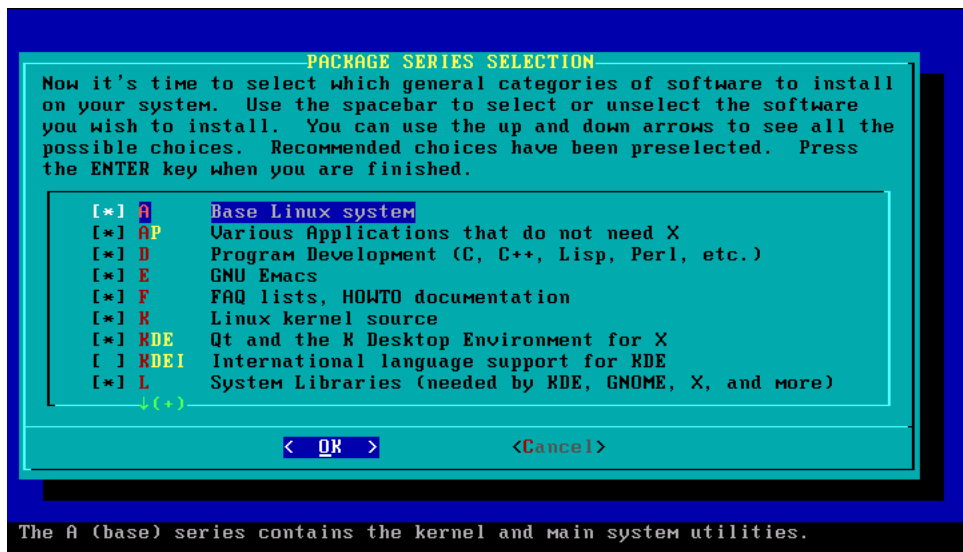 PACKAGE SERIES SELECTION
Now it's time to select which general categories of software to install
on your system.  Use the spacebar to select or unselect the software
you wish to install.  You can use the up and down arrows to see all the
possible choices.  Recommended choices have been preselected.  Press
the ENTER key when you are finished.
[*] A     Base Linux system
[*] AP    Various Applications that do not need X
[*] D     Program Development (C, C++, Lisp, Perl, etc.)
[*] E     GNU Emacs
[*] F     FAQ lists, HOWTO documentation
[*] K     Linux kernel source
[*] KDE   Qt and the K Desktop Environment for X
[ ] KDEI  International language support for KDE
[*] L     System Libraries (needed by KDE, GNOME, X, and more)
↓(+)
<  OK  >          <Cancel>
The A (base) series contains the kernel and main system utilities.